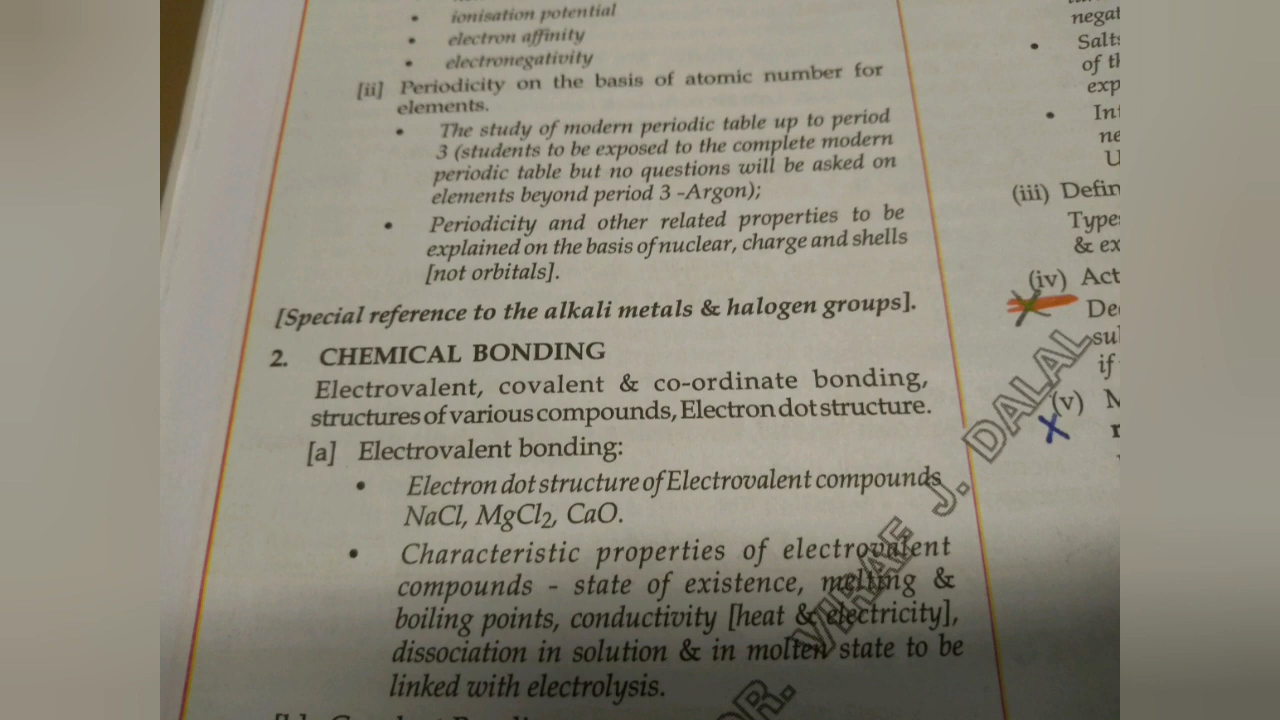 ionisation potential
electron affinity
electronegativity
[ii] Periodicity on the basis of atomic number for
elements.
The study of modern periodic table up to period
3 (students to be exposed to the complete modern
periodic table but no questions will be asked on
elements beyond period 3 -Argon);
Periodicity and other related properties to be
explained on the basis of nuclear, charge and shells
[not orbitals].
[Special reference to the alkali metals & halogen groups].
2. CHEMICAL BONDING
Electrovalent, covalent & co-ordinate bonding,
structures of various compounds, Electron dot structure.
[a] Electrovalent bonding:
Electron dot structure of Electrovalent compounds
NaCl, MgCl2, CaO.
Characteristic properties of electrovalent
compounds - state of existence, melting &
boiling points, conductivity [heat & electricity],
dissociation in solution & in molten state to be
linked with electrolysis.
DR. VIRAF J. DALAL
negat
Salts
of th
exp
Int
ne
U
(iii) Defin
Types
& ex
(iv) Act
De
sul
if
(v) M